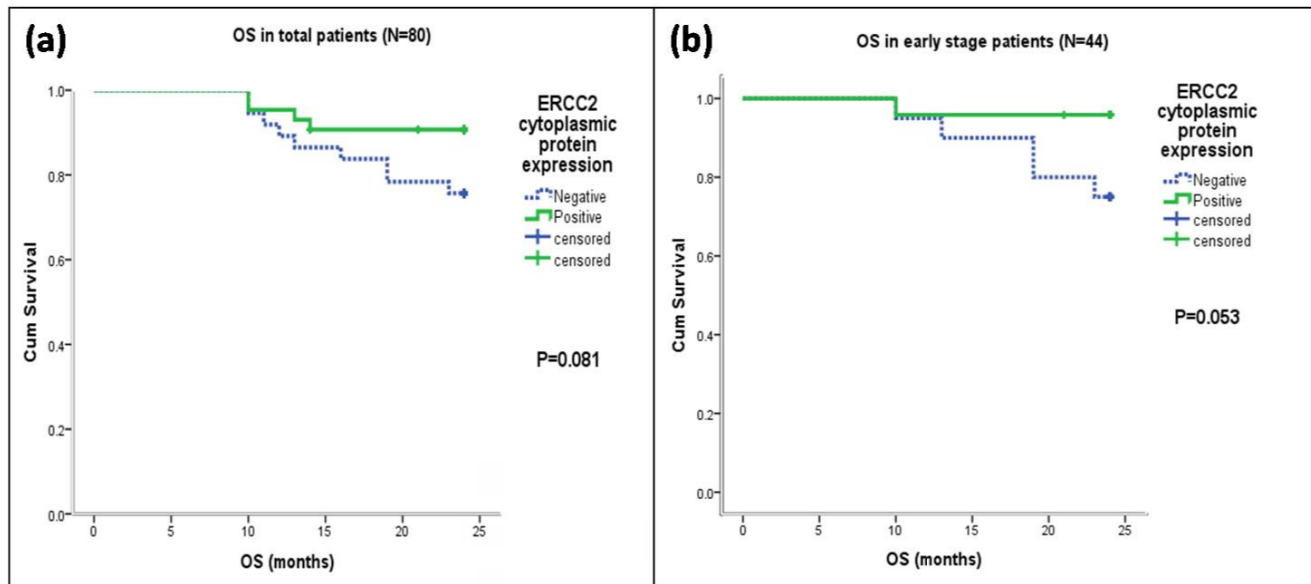 (a)
OS in total patients (N=80)
1.0
0.8
0.6
0.4
0.2
0.0
Cum Survival
0 5 10 15 20 25
OS (months)
ERCC2
cytoplasmic
protein
expression
Negative
Positive
censored
censored
P=0.081
(b)
OS in early stage patients (N=44)
1.0
0.8
0.6
0.4
0.2
0.0
Cum Survival
0 5 10 15 20 25
OS (months)
ERCC2
cytoplasmic
protein
expression
Negative
Positive
censored
censored
P=0.053